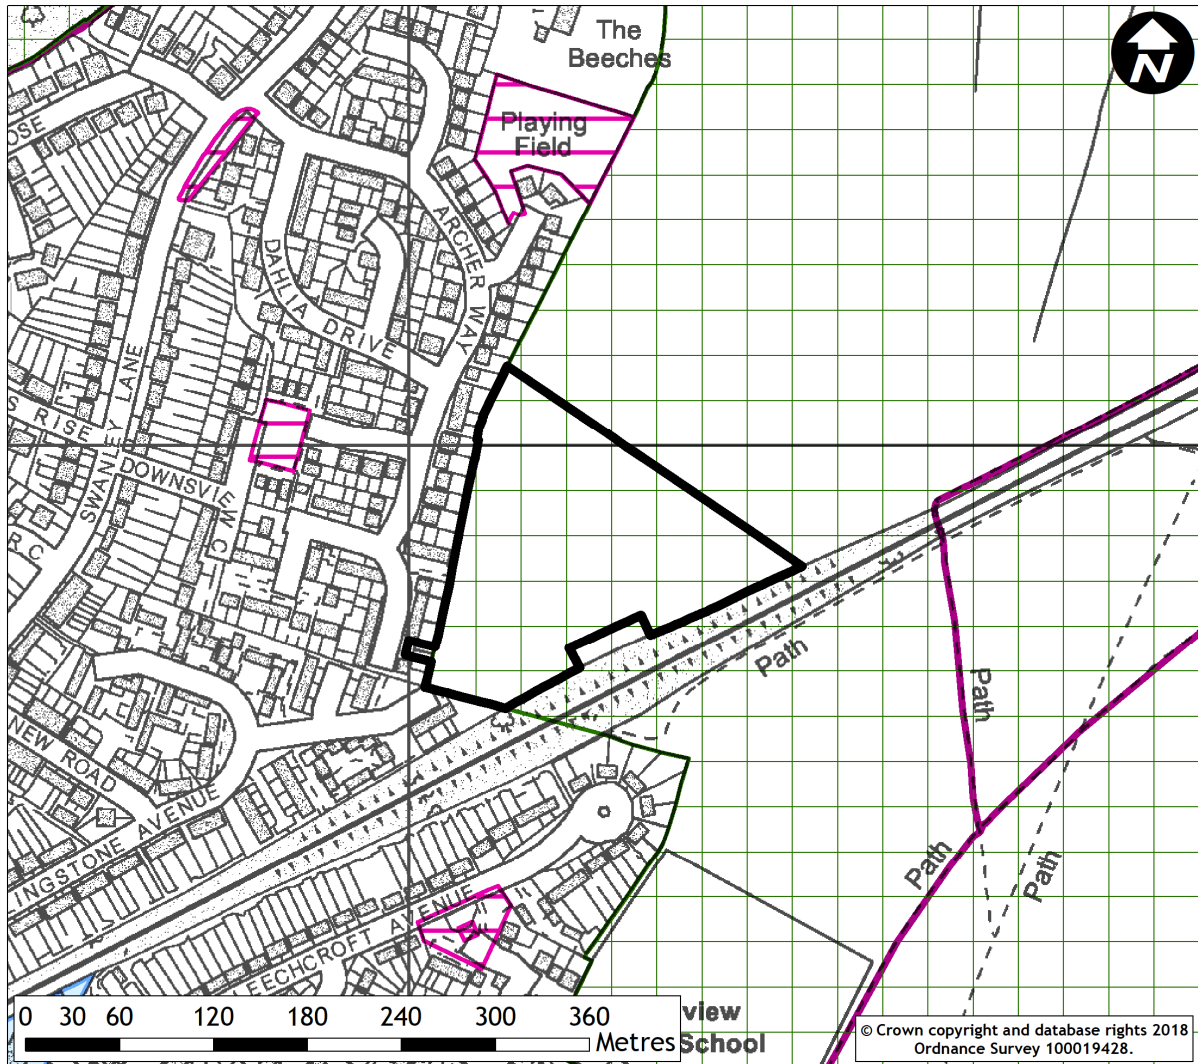 The
Beeches
N
Playing
Field
OSE
ARCHER WAY
DAHLIA DRIVE
SWANLEY LANE
S RISE
DOWNSVIEW C
R C
Path
Path
NEW ROAD
INGSTONE AVENUE
Path
Path
EECHCROFT AVENUE
view
School
0 30 60 120 180 240 300 360
Metres
© Crown copyright and database rights 2018
Ordnance Survey 100019428.